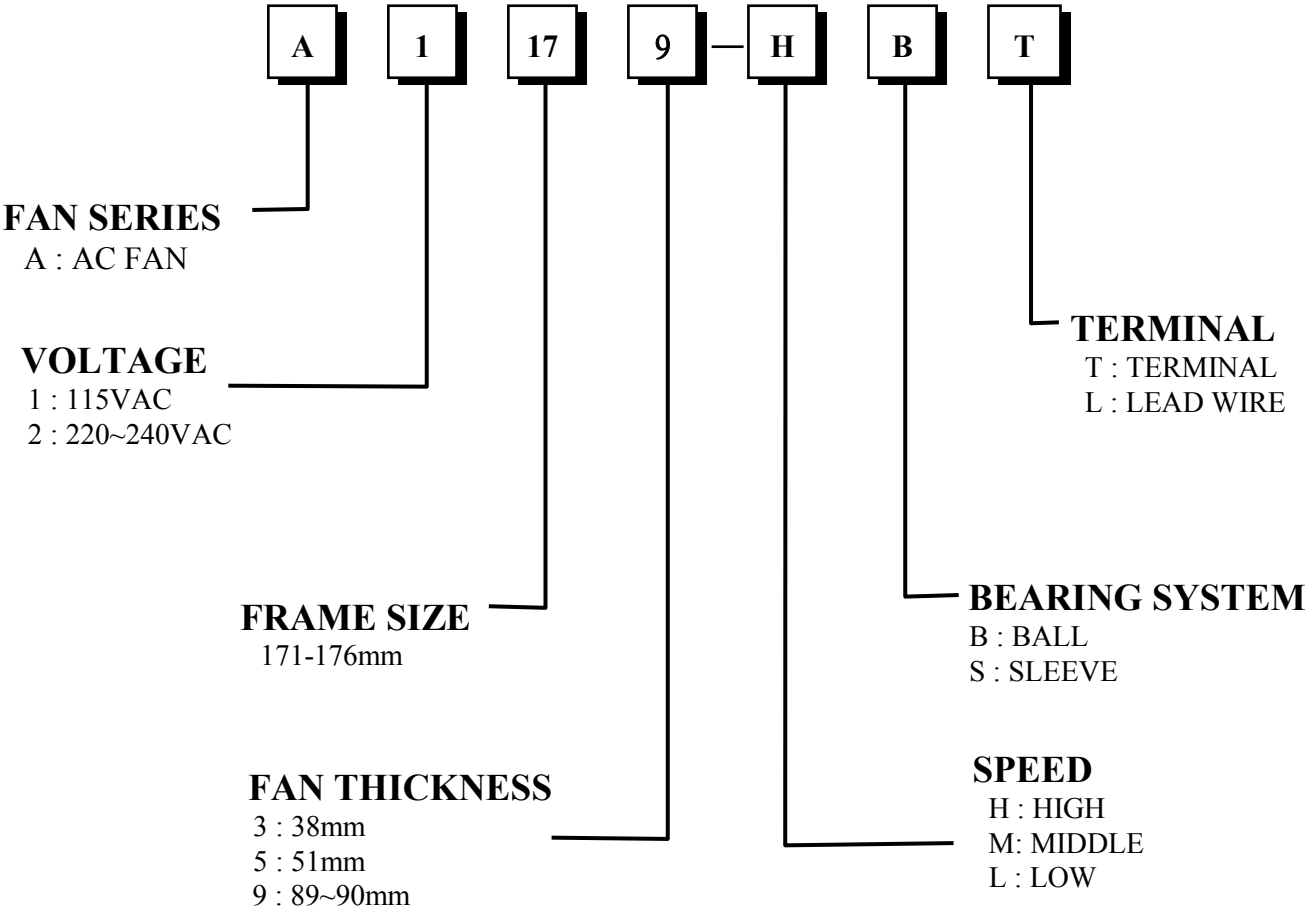 A 1 17 9 — H B T
FAN SERIES
A : AC FAN
VOLTAGE
1 : 115VAC
2 : 220~240VAC
FRAME SIZE
171-176mm
FAN THICKNESS
3 : 38mm
5 : 51mm
9 : 89~90mm
TERMINAL
T : TERMINAL
L : LEAD WIRE
BEARING SYSTEM
B : BALL
S : SLEEVE
SPEED
H : HIGH
M: MIDDLE
L : LOW